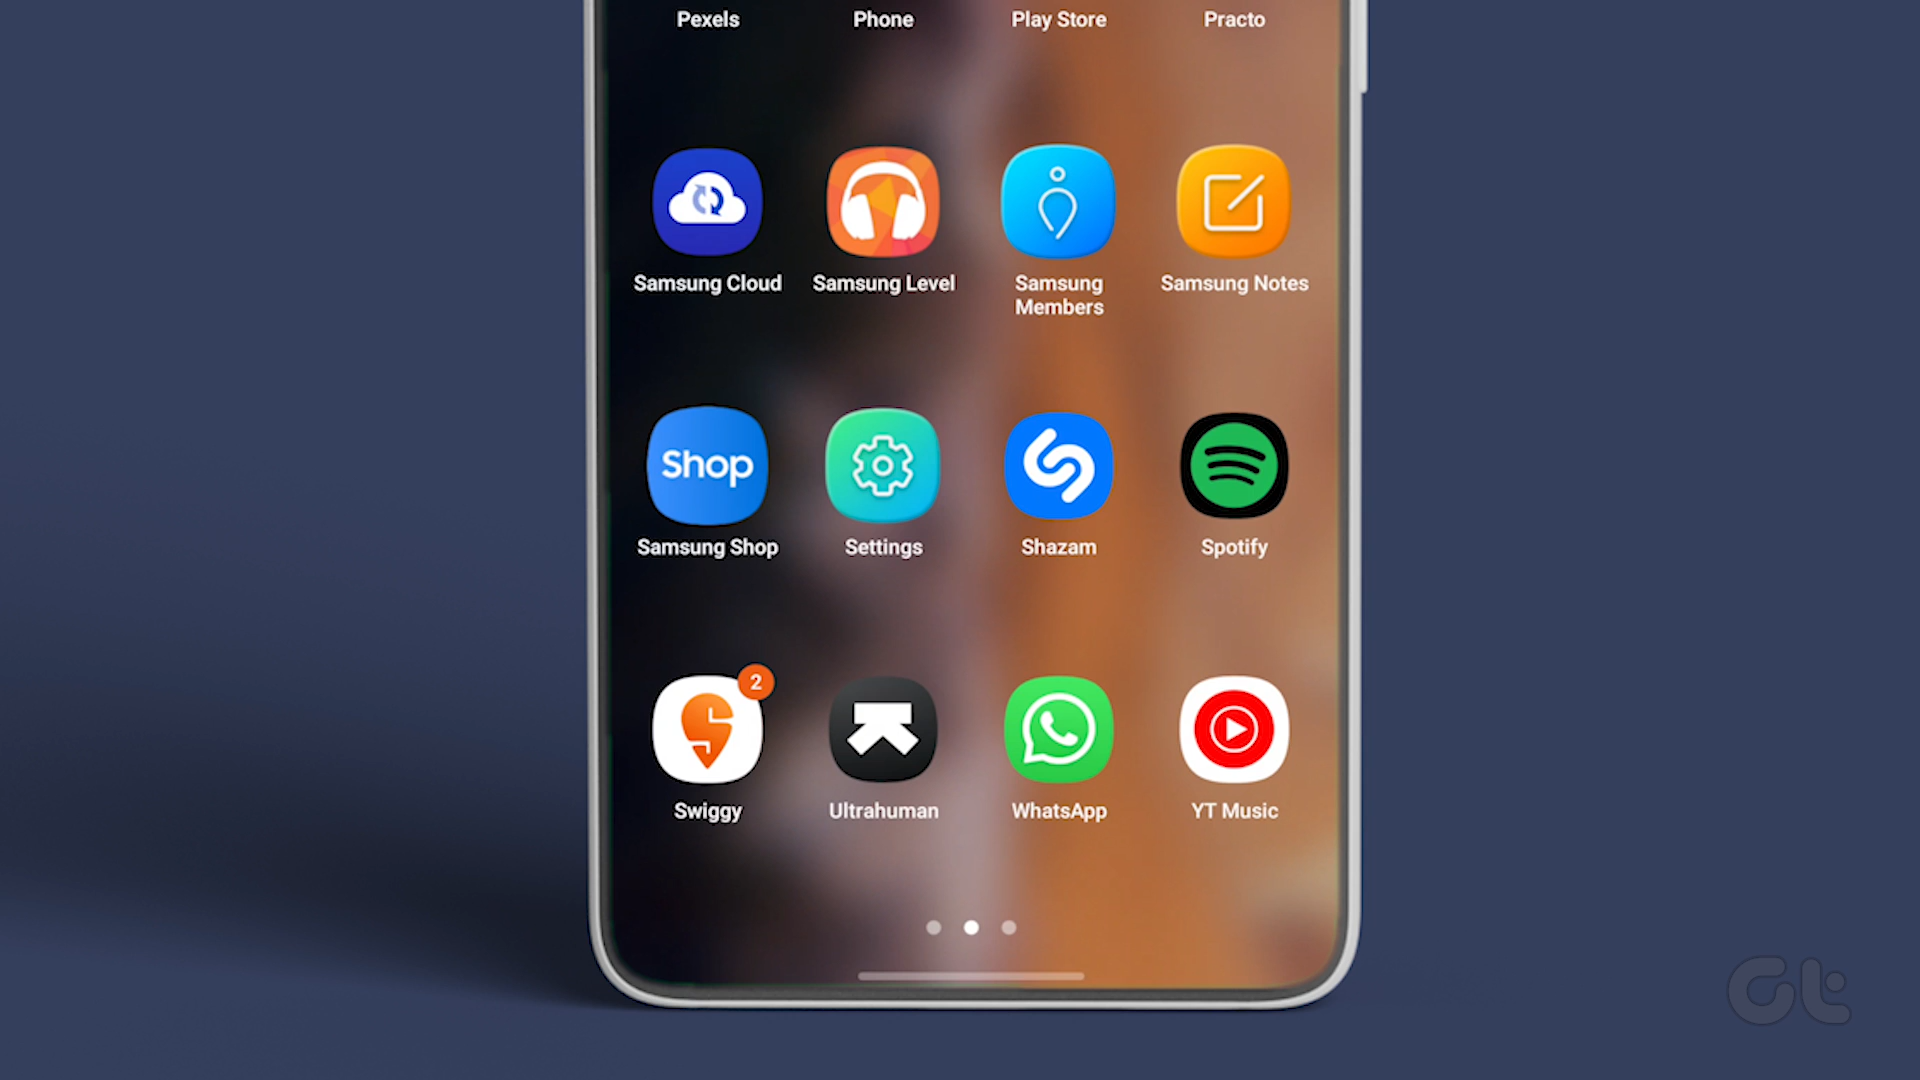 Pexels Phone Play Store Practo
Samsung Cloud Samsung Level Samsung Members Samsung Notes
Shop
Samsung Shop Settings Shazam Spotify
2
Swiggy Ultrahuman WhatsApp YT Music
Gt